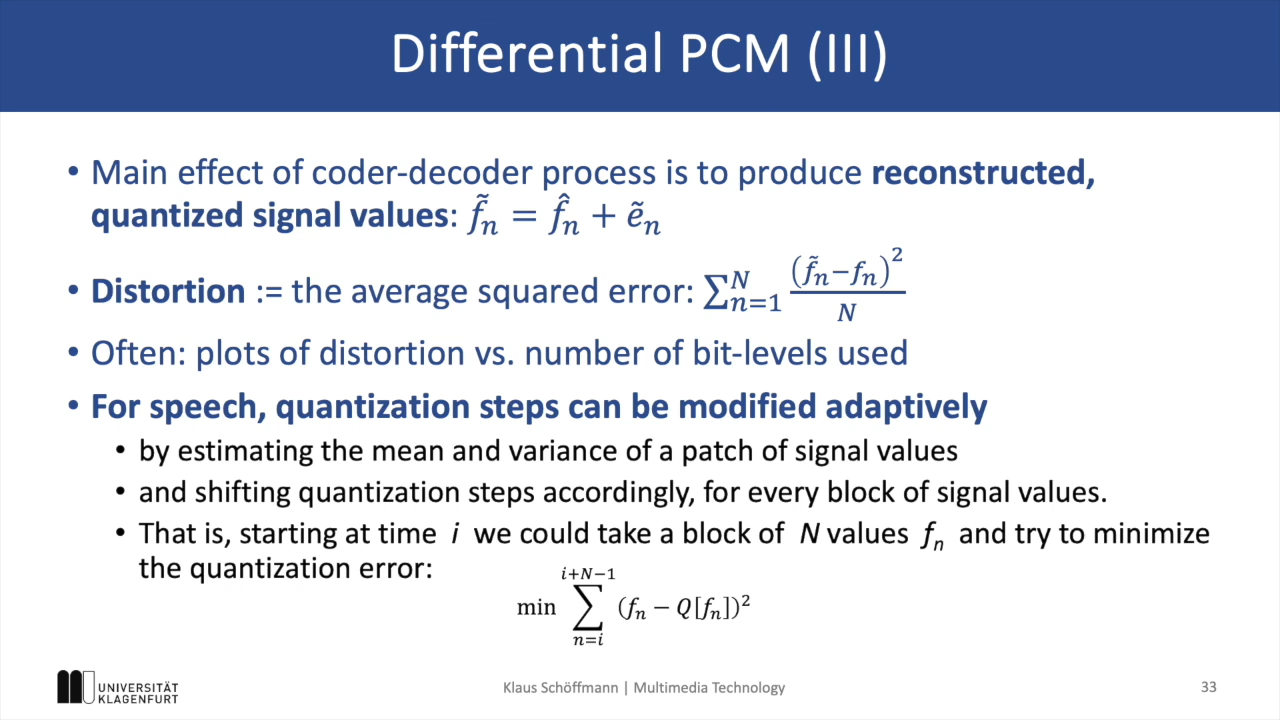 Differential PCM (III)
• Main effect of coder-decoder process is to produce reconstructed,
quantized signal values: f̃ₙ = f̂ₙ + ẽₙ
• Distortion := the average squared error: ∑ⁿ₌₁ᴺ (f̃ₙ−fₙ)² / N
• Often: plots of distortion vs. number of bit-levels used
• For speech, quantization steps can be modified adaptively
• by estimating the mean and variance of a patch of signal values
• and shifting quantization steps accordingly, for every block of signal values.
• That is, starting at time i we could take a block of N values fₙ and try to minimize
the quantization error:
min ∑ₙ₌ᵢ^(i+N−1) (fₙ − Q[fₙ])²
UNIVERSITÄT
KLAGENFURT
Klaus Schöffmann | Multimedia Technology
33